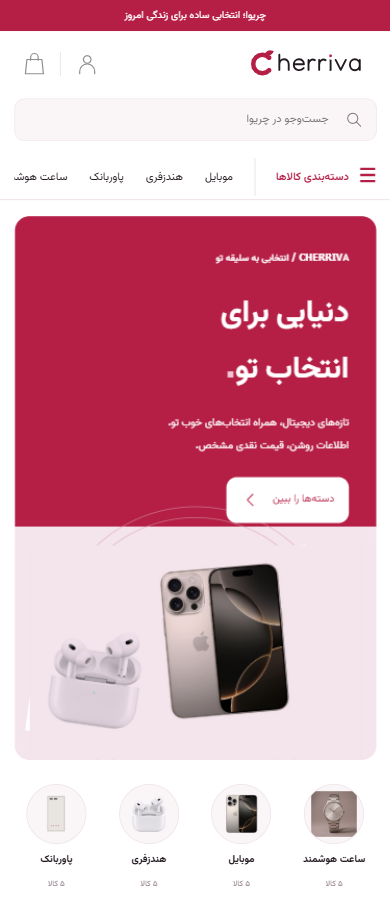 چریوا؛ انتخابی ساده برای زندگی امروز
Cherriva
جست‌وجو در چریوا
دسته‌بندی کالاها
موبایل
هندزفری
پاوربانک
ساعت هوشمند
CHERRIVA / انتخابی به سلیقه تو
دنیایی برای
انتخاب تو.
تازه‌های دیجیتال، همراه انتخاب‌های خوب تو.
اطلاعات روشن، قیمت نقدی مشخص.
دسته‌ها را ببین
ساعت هوشمند
۵ کالا
موبایل
۵ کالا
هندزفری
۵ کالا
پاوربانک
۵ کالا